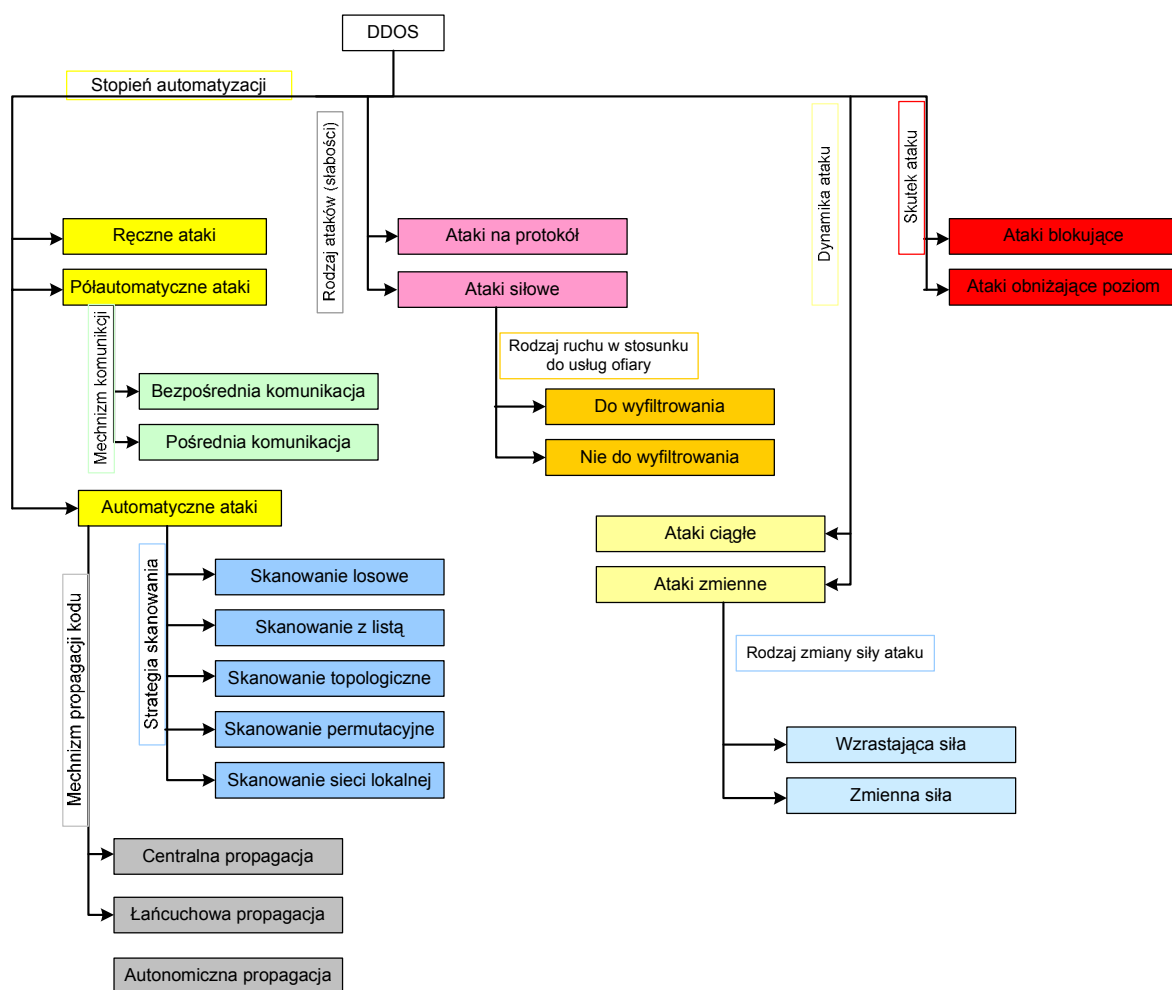 DDOS
Stopień automatyzacji
Rodzaj ataków (słabości)
Dynamika ataku
Skutek ataku
Ręczne ataki
Półautomatyczne ataki
Mechnizm komunikcji
Bezpośrednia komunikacja
Pośrednia komunikacja
Automatyczne ataki
Mechnizm propagacji kodu
Strategia skanowania
Skanowanie losowe
Skanowanie z listą
Skanowanie topologiczne
Skanowanie permutacyjne
Skanowanie sieci lokalnej
Centralna propagacja
Łańcuchowa propagacja
Autonomiczna propagacja
Ataki na protokół
Ataki siłowe
Rodzaj ruchu w stosunku
do usług ofiary
Do wyfiltrowania
Nie do wyfiltrowania
Ataki ciągłe
Ataki zmienne
Rodzaj zmiany siły ataku
Wzrastająca siła
Zmienna siła
Ataki blokujące
Ataki obniżające poziom